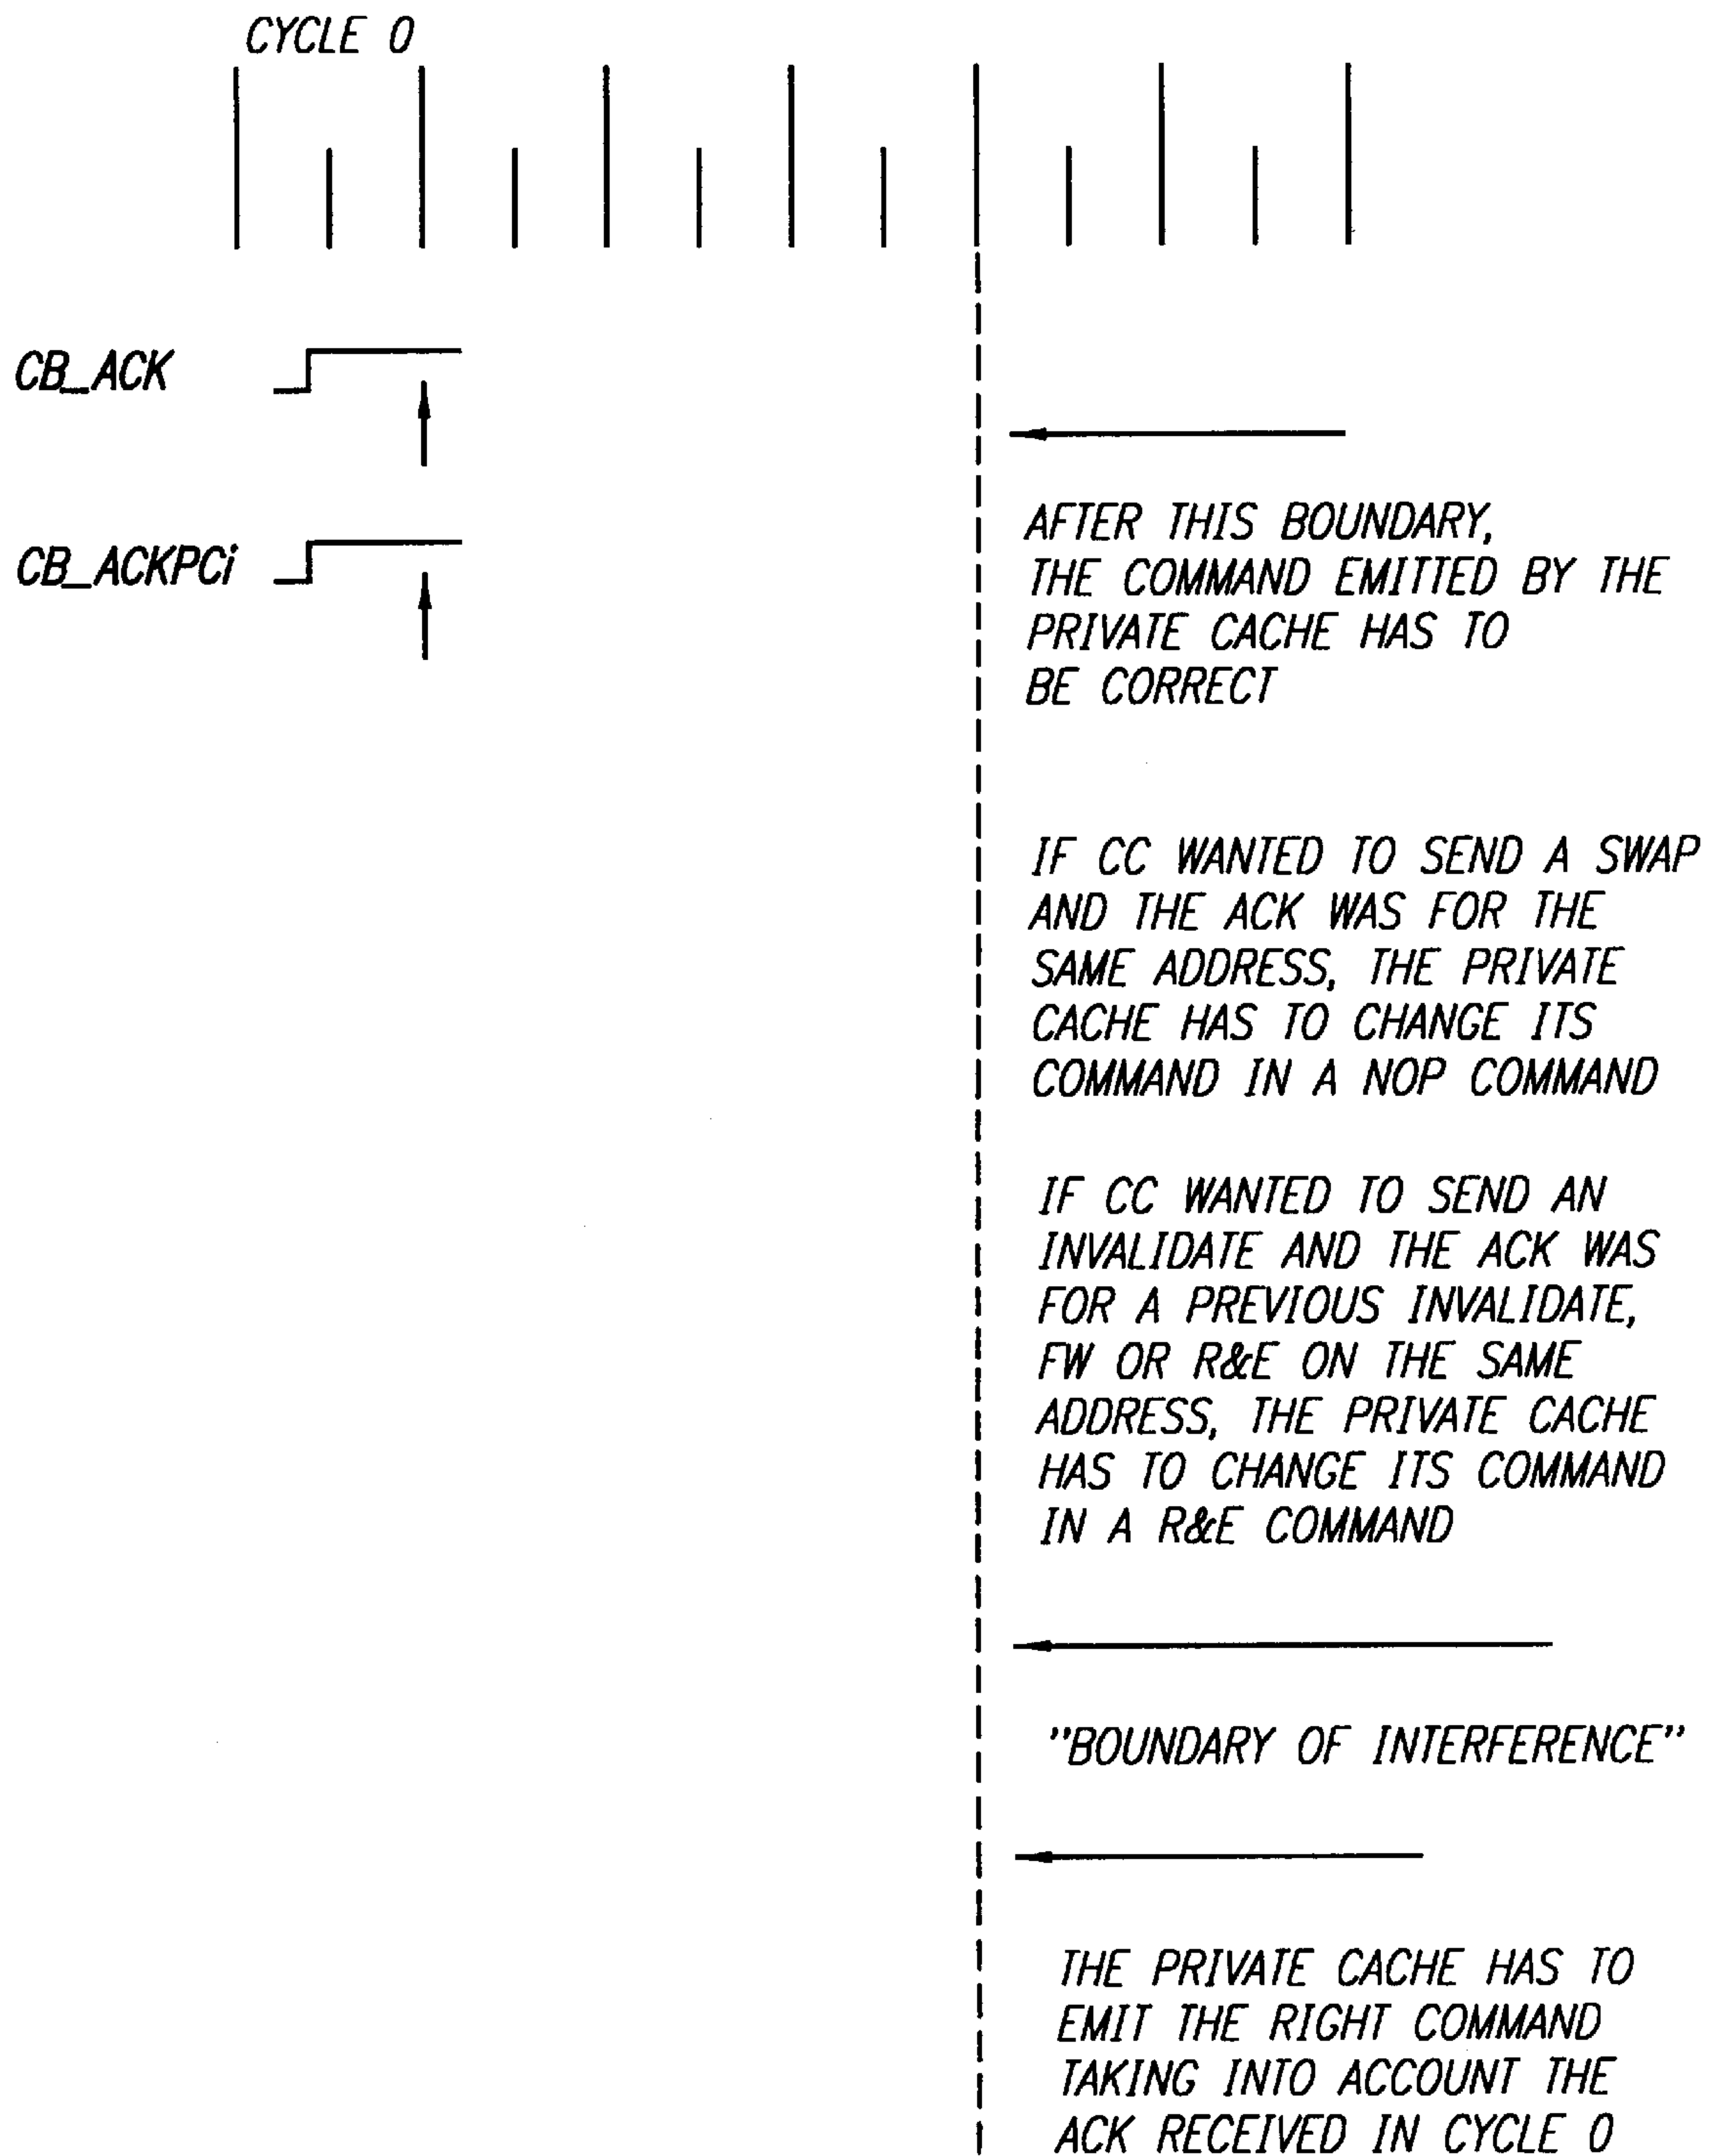 CYCLE 0
CB_ACK
CB_ACKPCi
AFTER THIS BOUNDARY,
THE COMMAND EMITTED BY THE
PRIVATE CACHE HAS TO
BE CORRECT
IF CC WANTED TO SEND A SWAP
AND THE ACK WAS FOR THE
SAME ADDRESS, THE PRIVATE
CACHE HAS TO CHANGE ITS
COMMAND IN A NOP COMMAND
IF CC WANTED TO SEND AN
INVALIDATE AND THE ACK WAS
FOR A PREVIOUS INVALIDATE,
FW OR R&E ON THE SAME
ADDRESS, THE PRIVATE CACHE
HAS TO CHANGE ITS COMMAND
IN A R&E COMMAND
"BOUNDARY OF INTERFERENCE"
THE PRIVATE CACHE HAS TO
EMIT THE RIGHT COMMAND
TAKING INTO ACCOUNT THE
ACK RECEIVED IN CYCLE 0